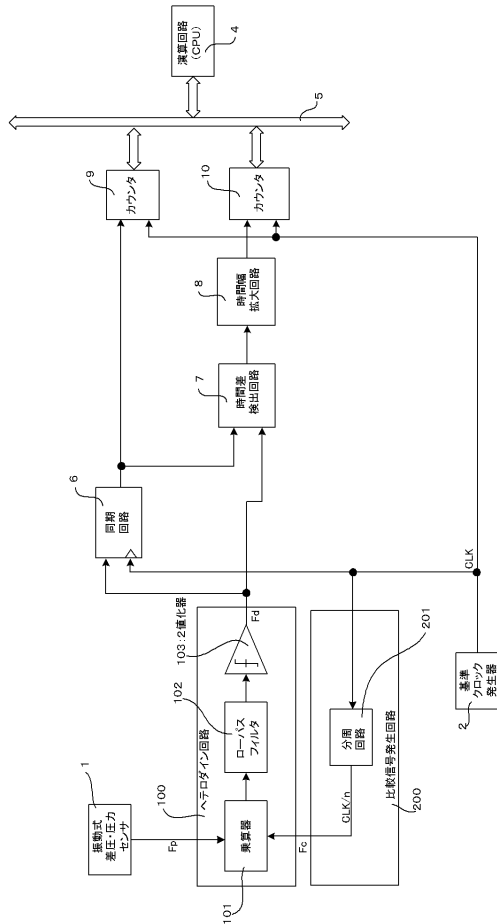 1
振動式
差圧・圧力
センサ
Fp
100
ヘテロダイン回路
101
乗算器
102
ローパス
フィルタ
103:2値化器
Fd
Fc
CLK/n
分周
回路
201
比較信号発生回路
200
基準
クロック
発生器
2
CLK
6
同期
回路
7
時間差
検出回路
8
時間幅
拡大回路
9
カウンタ
10
カウンタ
5
演算回路
(CPU)
4